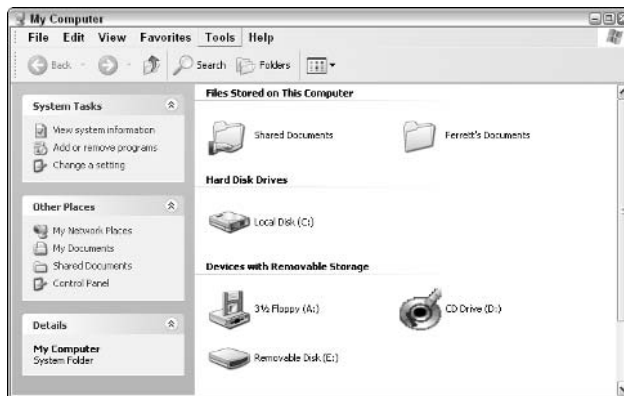 My Computer
File Edit View Favorites Tools Help
Back Search Folders
System Tasks
View system information
Add or remove programs
Change a setting
Other Places
My Network Places
My Documents
Shared Documents
Control Panel
Details
My Computer
System Folder
Files Stored on This Computer
Shared Documents
Ferrett's Documents
Hard Disk Drives
Local Disk (C:)
Devices with Removable Storage
3½ Floppy (A:)
CD Drive (D:)
Removable Disk (E:)